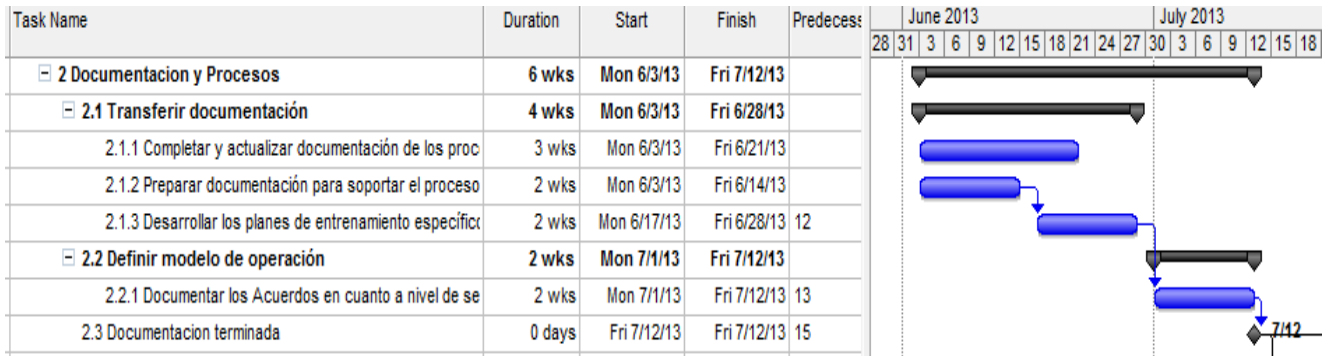 Task Name Duration Start Finish Predecess June 2013 July 2013
28 31 3 6 9 12 15 18 21 24 27 30 3 6 9 12 15 18
2 Documentacion y Procesos 6 wks Mon 6/3/13 Fri 7/12/13
2.1 Transferir documentación 4 wks Mon 6/3/13 Fri 6/28/13
2.1.1 Completar y actualizar documentación de los proc 3 wks Mon 6/3/13 Fri 6/21/13
2.1.2 Preparar documentación para soportar el proceso 2 wks Mon 6/3/13 Fri 6/14/13
2.1.3 Desarrollar los planes de entrenamiento específico 2 wks Mon 6/17/13 Fri 6/28/13 12
2.2 Definir modelo de operación 2 wks Mon 7/1/13 Fri 7/12/13
2.2.1 Documentar los Acuerdos en cuanto a nivel de se 2 wks Mon 7/1/13 Fri 7/12/13 13
2.3 Documentacion terminada 0 days Fri 7/12/13 Fri 7/12/13 15 7/12